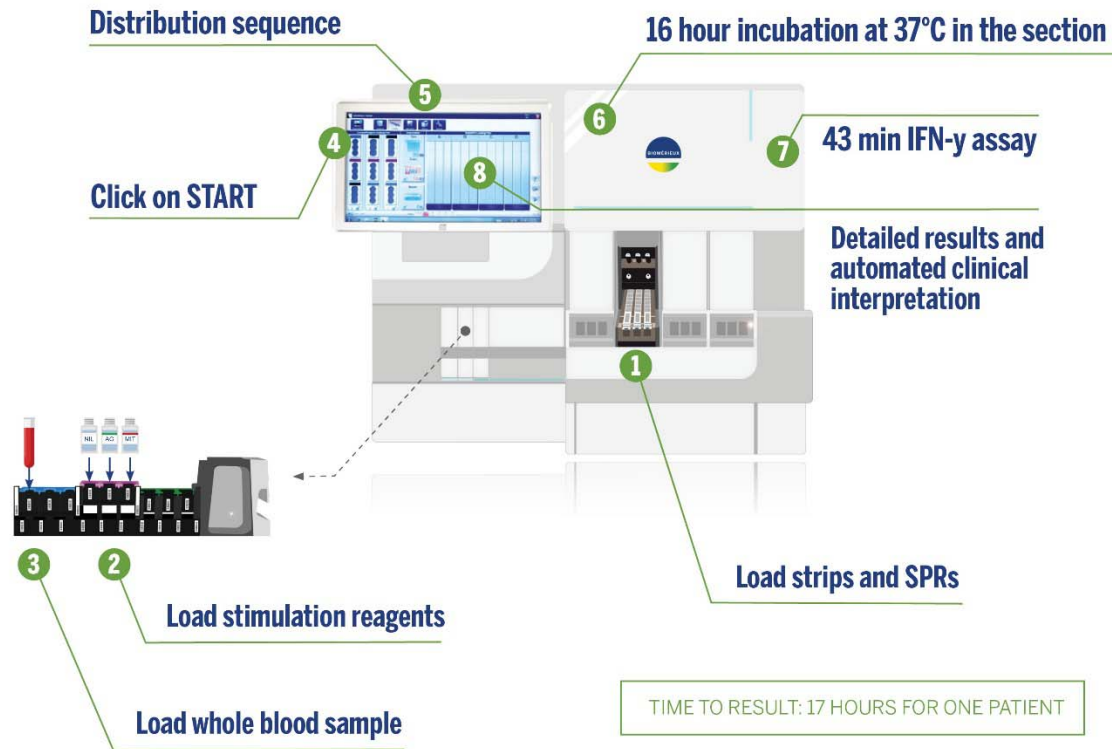 Distribution sequence
16 hour incubation at 37°C in the section
5
6
4
BIOMÉRIEUX
7
43 min IFN-y assay
8
Click on START
Detailed results and
automated clinical
interpretation
1
NIL
AG
MIT
3
2
Load strips and SPRs
Load stimulation reagents
Load whole blood sample
TIME TO RESULT: 17 HOURS FOR ONE PATIENT